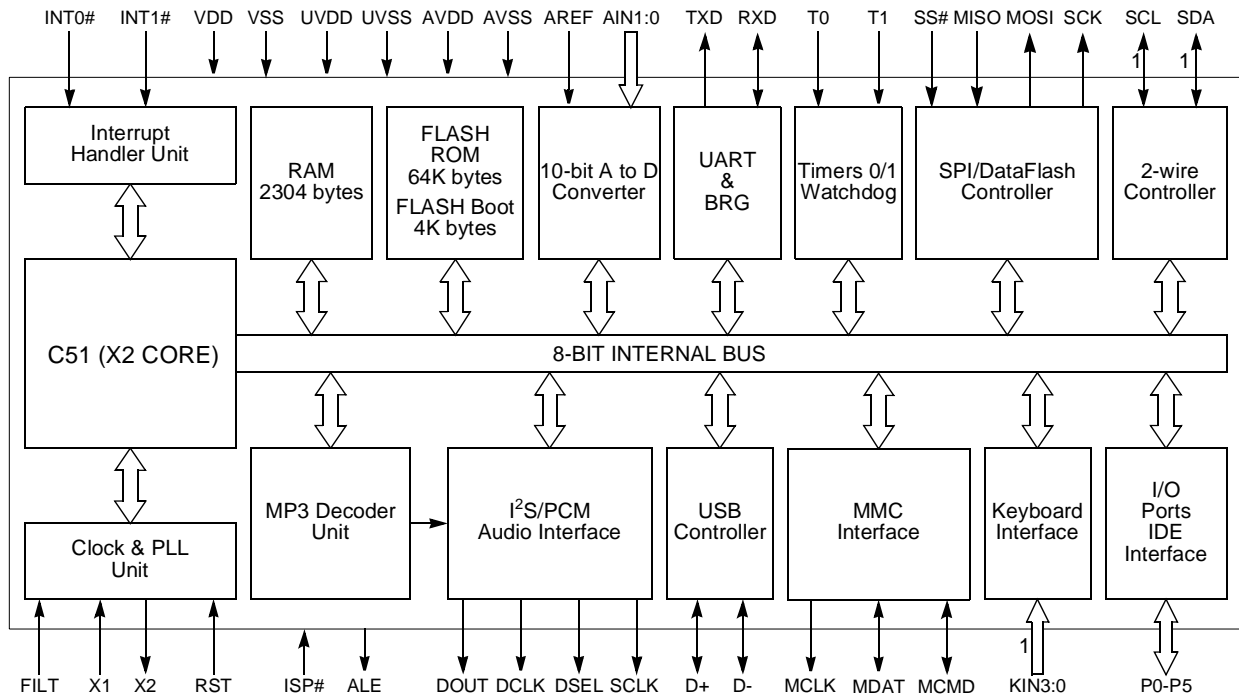 INT0# INT1# VDD VSS UVDD UVSS AVDD AVSS AREF AIN1:0 TXD RXD T0 T1 SS# MISO MOSI SCK SCL SDA
1 1
Interrupt
Handler Unit
RAM
2304 bytes
FLASH
ROM
64K bytes
FLASH Boot
4K bytes
10-bit A to D
Converter
UART
&
BRG
Timers 0/1
Watchdog
SPI/DataFlash
Controller
2-wire
Controller
C51 (X2 CORE)
8-BIT INTERNAL BUS
Clock & PLL
Unit
MP3 Decoder
Unit
I²S/PCM
Audio Interface
USB
Controller
MMC
Interface
Keyboard
Interface
I/O
Ports
IDE
Interface
1
FILT X1 X2 RST ISP# ALE DOUT DCLK DSEL SCLK D+ D- MCLK MDAT MCMD KIN3:0 P0-P5